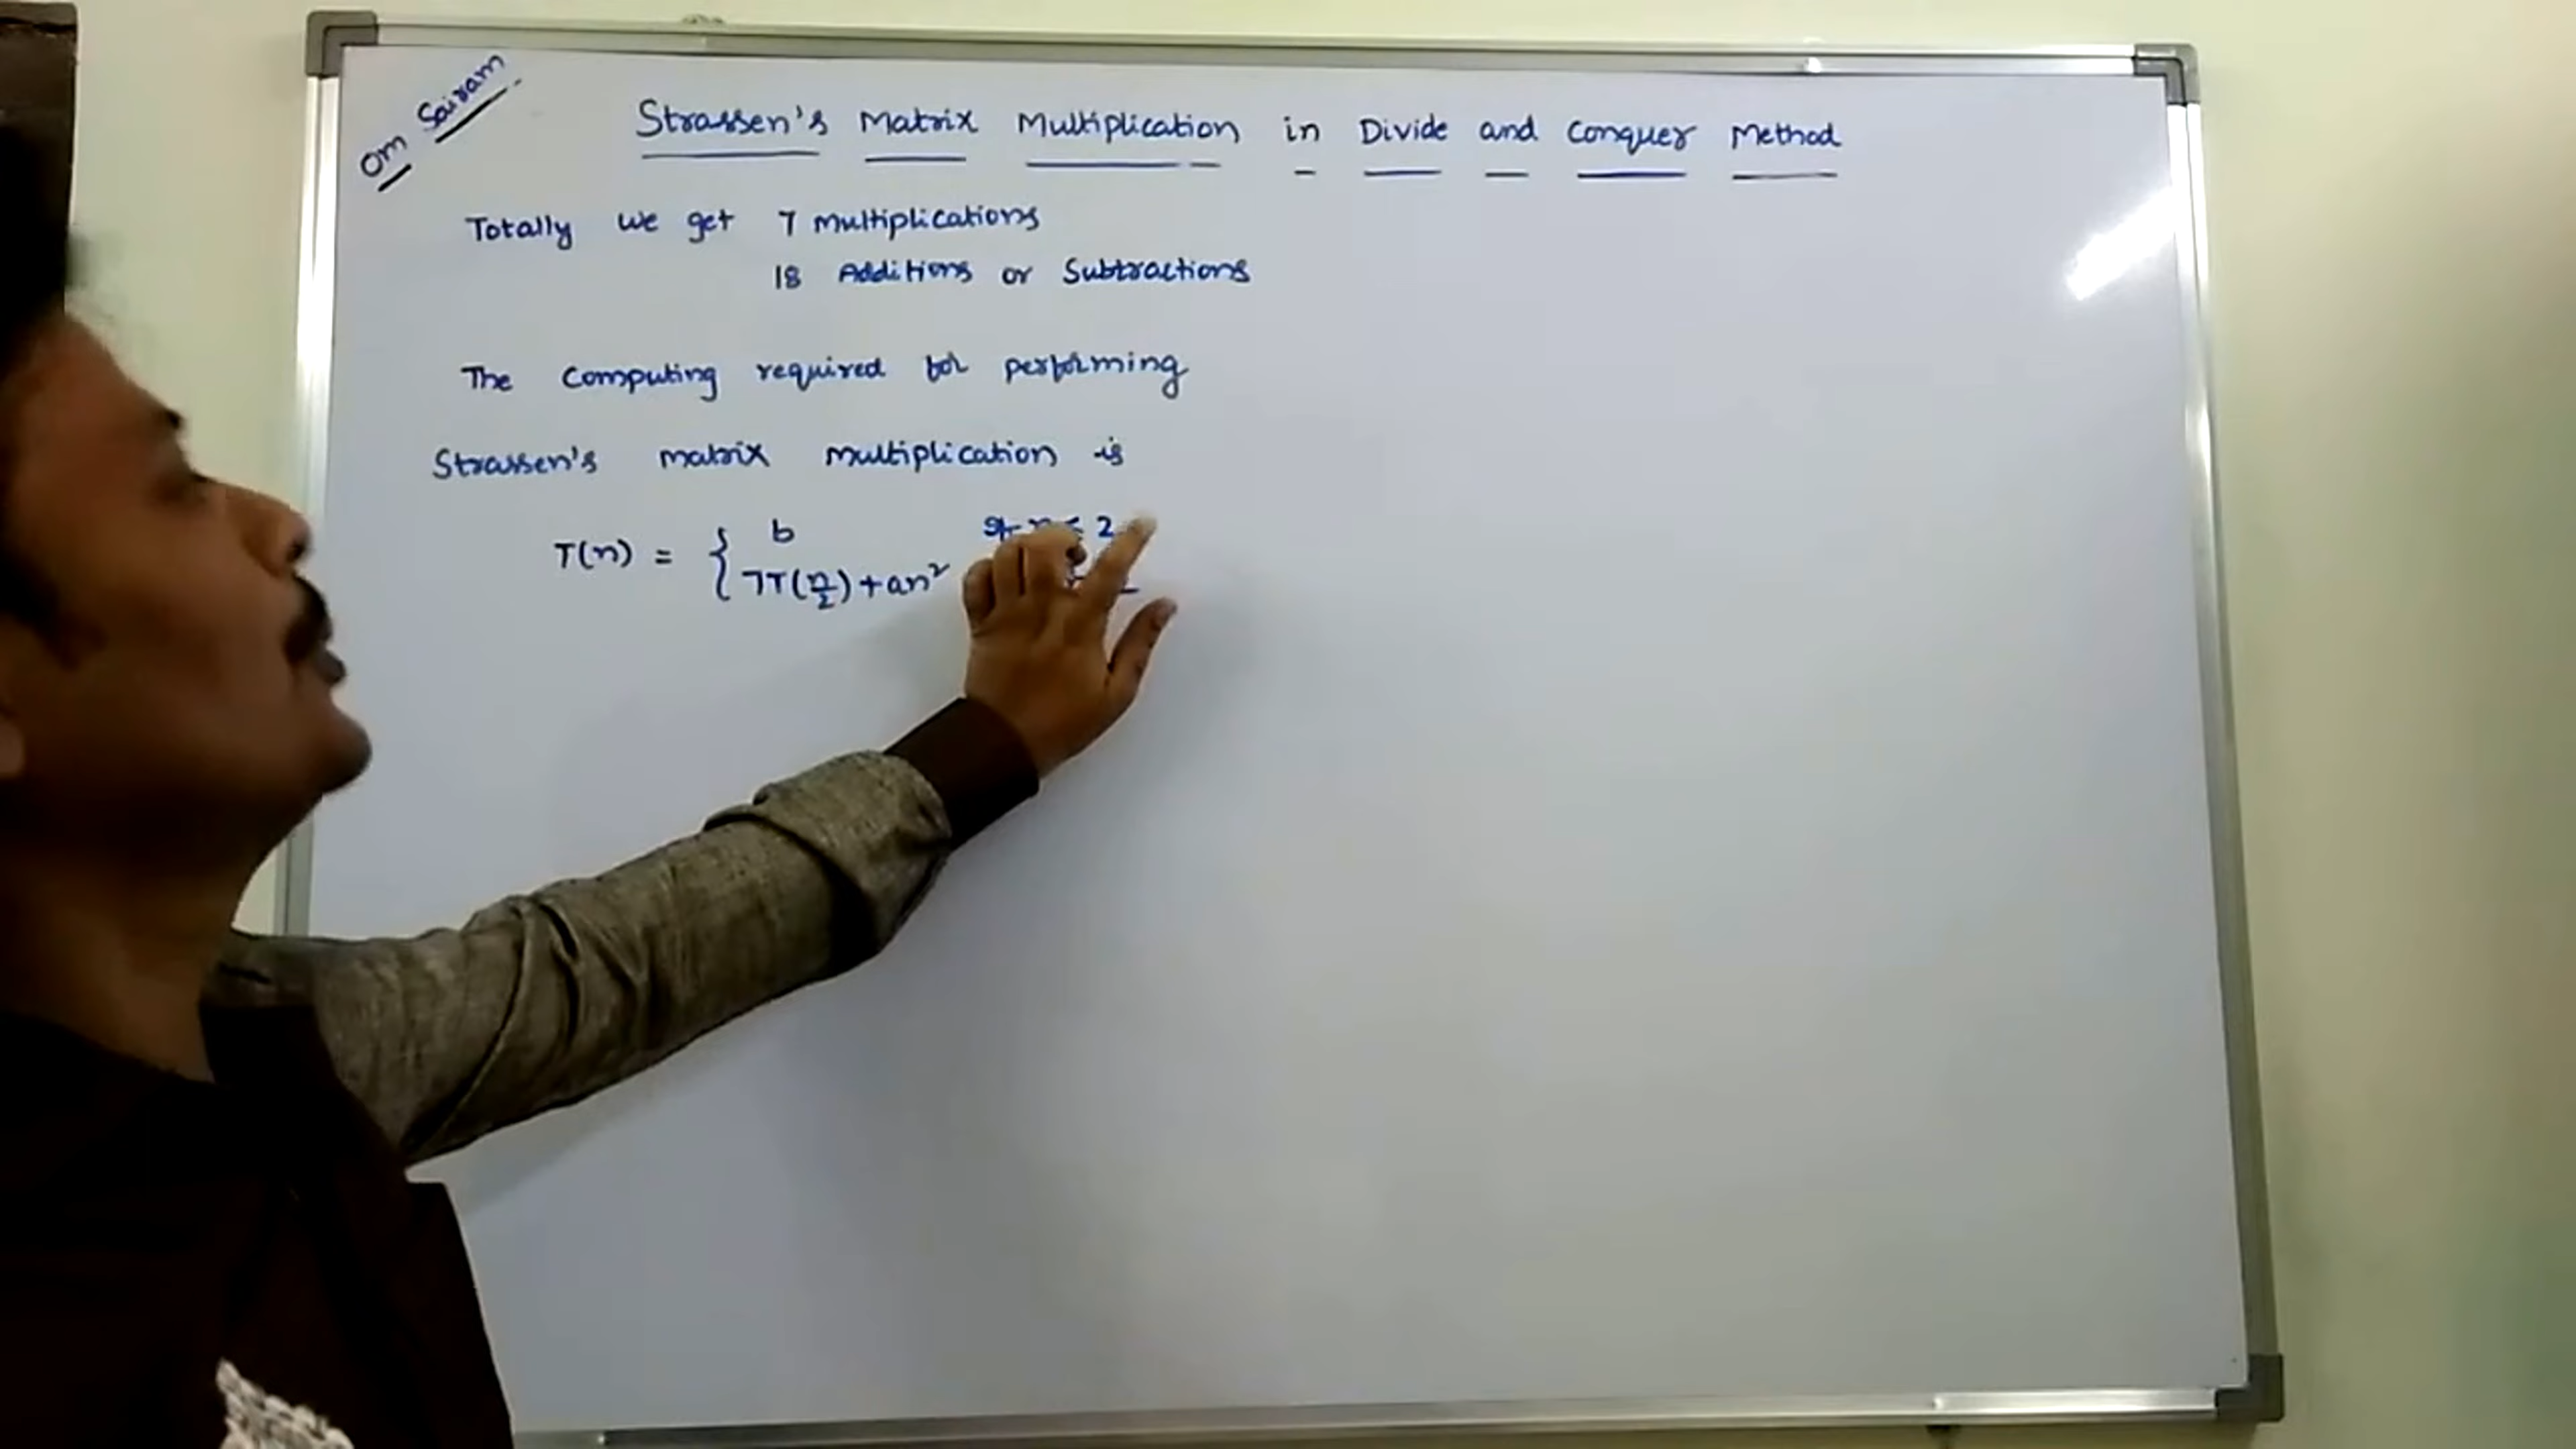 Om Sairam
Strassen's Matrix Multiplication in Divide and Conquer Method
Totally we get 7 multiplications
18 Additions or Subtractions
The Computing required for performing
Strassen's matrix multiplication is
T(n) = { b 2
7T(n/2) + an²